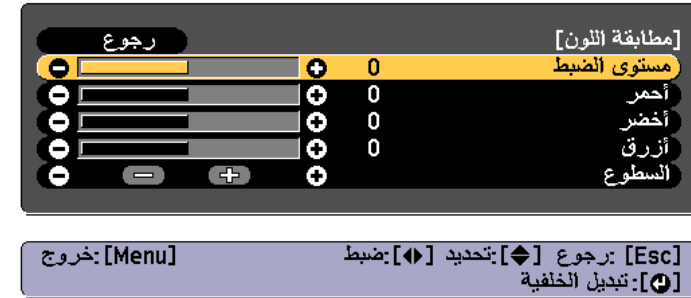 [مطابقة اللون] رجوع
مستوى الضبط 0
أحمر 0
أخضر 0
أزرق 0
السطوع
[Esc] :رجوع [◆]:تحديد [◀▶]:ضبط [Menu]:خروج
[↵]:تبديل الخلفية